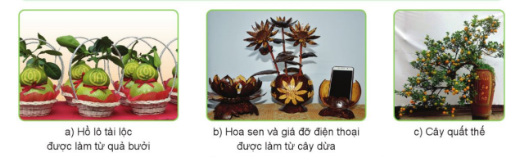 a) Hồ lô tài lộc
được làm từ quả bưởi
b) Hoa sen và giá đỡ điện thoại
được làm từ cây dừa
c) Cây quất thế